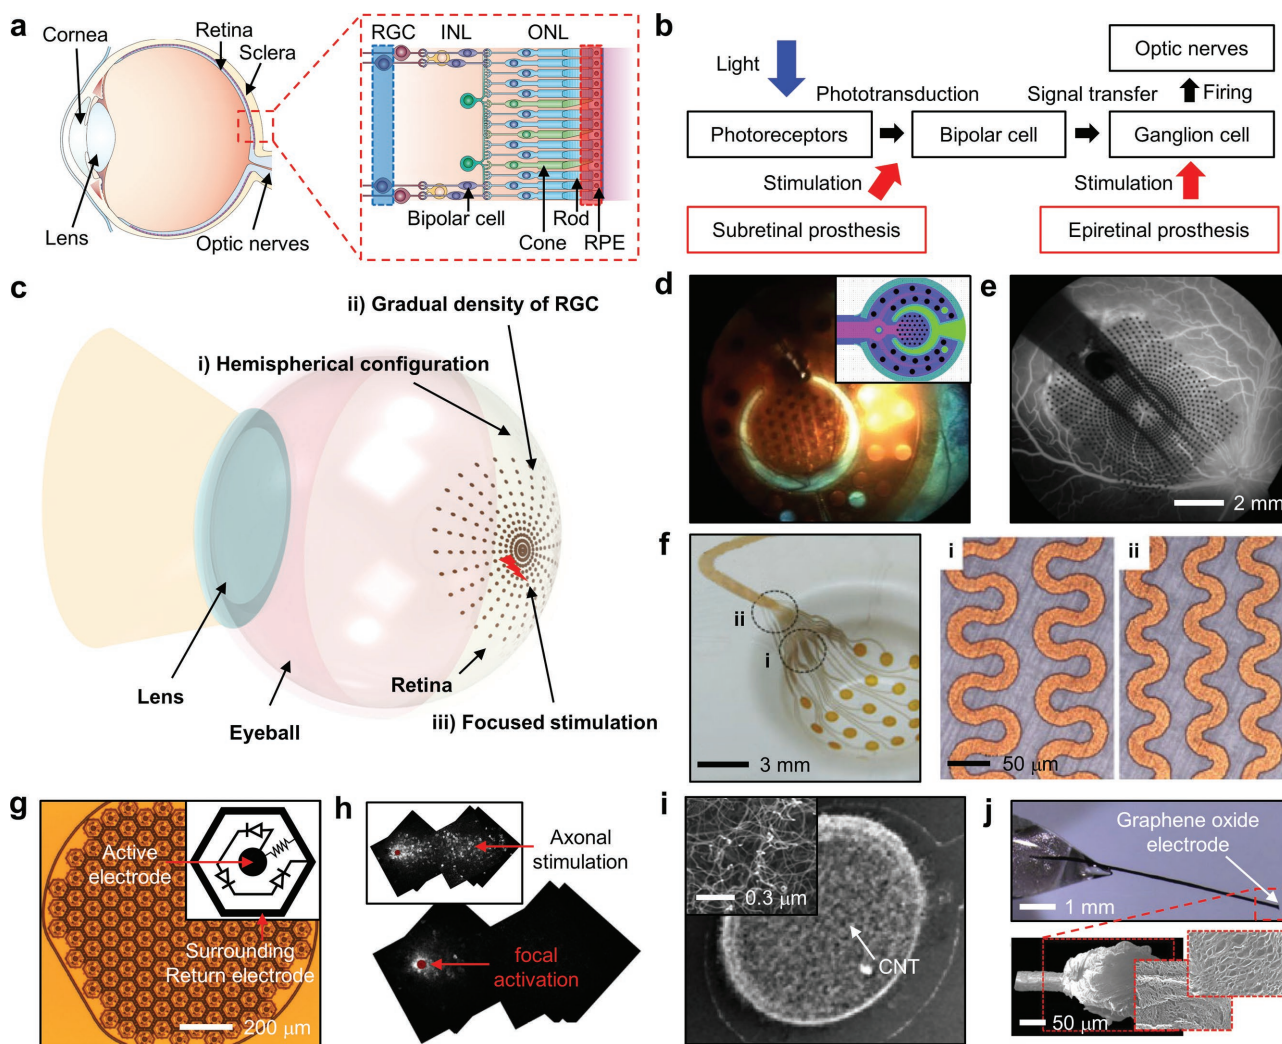 a
Cornea
Retina
Sclera
Lens
Optic nerves
RGC
INL
ONL
Bipolar cell
Cone
Rod
RPE
b
Light
Phototransduction
Signal transfer
Firing
Optic nerves
Photoreceptors
Bipolar cell
Ganglion cell
Stimulation
Stimulation
Subretinal prosthesis
Epiretinal prosthesis
c
ii) Gradual density of RGC
i) Hemispherical configuration
Lens
Eyeball
Retina
iii) Focused stimulation
d
e
2 mm
f
ii
i
3 mm
i
50 μm
ii
g
Active
electrode
Surrounding
Return electrode
200 μm
h
Axonal
stimulation
focal
activation
i
0.3 μm
CNT
j
Graphene oxide
electrode
1 mm
50 μm